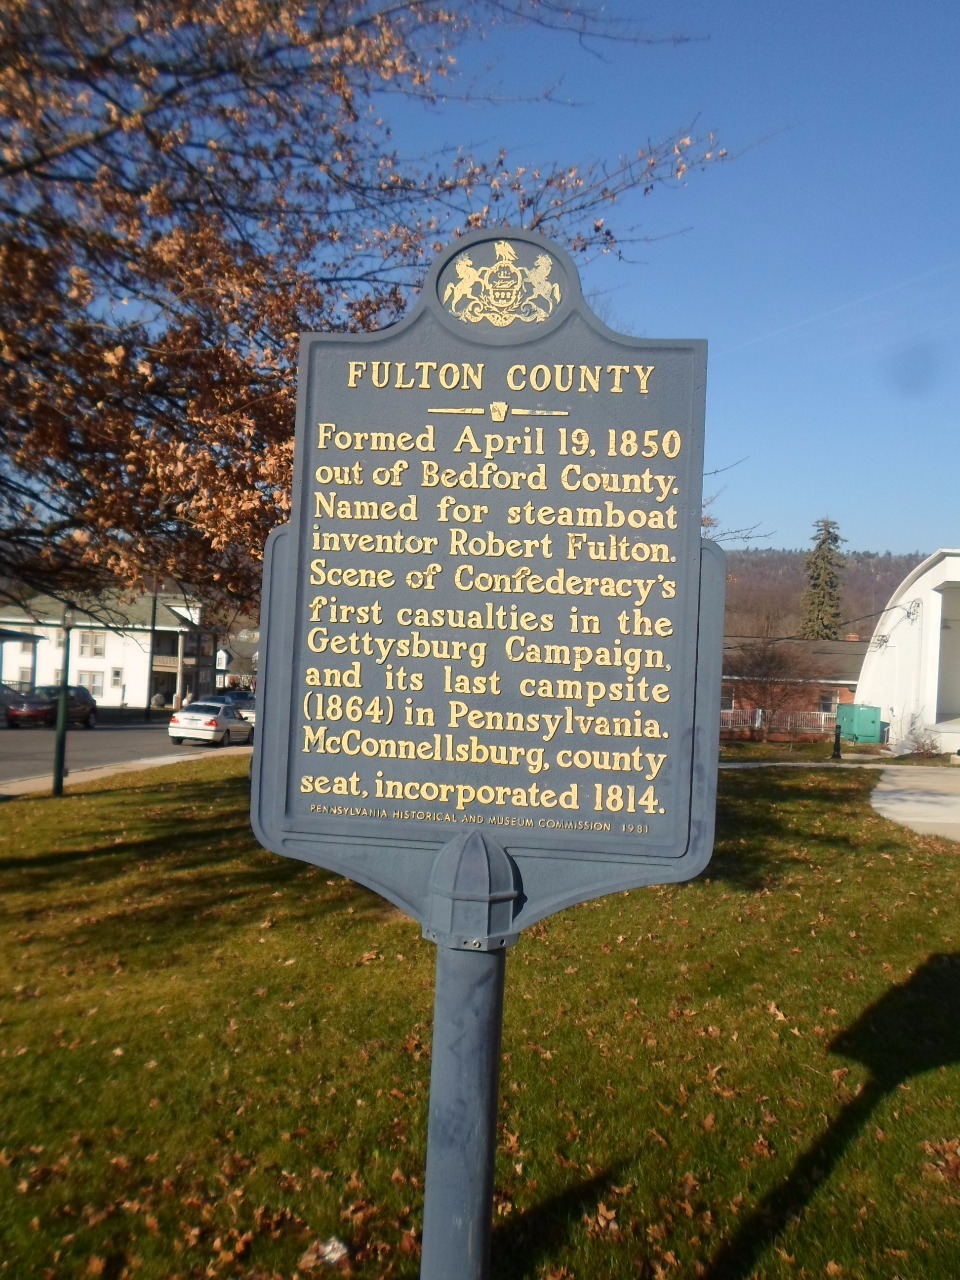 FULTON COUNTY
Formed April 19, 1850
out of Bedford County.
Named for steamboat
inventor Robert Fulton.
Scene of Confederacy's
first casualties in the
Gettysburg Campaign,
and its last campsite
(1864) in Pennsylvania.
McConnellsburg, county
seat, incorporated 1814.
PENNSYLVANIA HISTORICAL AND MUSEUM COMMISSION 1981